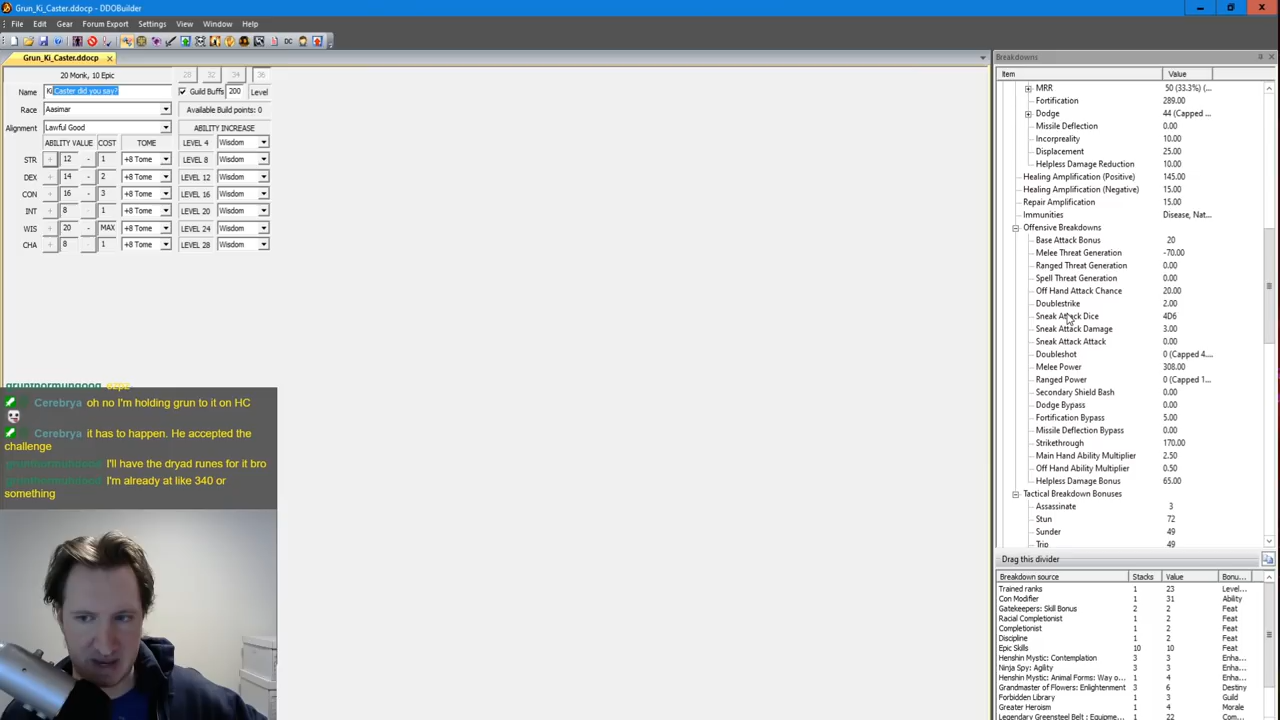 Grun_Ki_Caster.ddocp - DDOBuilder
File Edit Gear Forum Export Settings View Window Help
Grun_Ki_Caster.ddocp
20 Monk, 10 Epic 28 32 34 36
Name Ki Caster did you say? Guild Buffs 200 Level
Race Aasimar Available Build points: 0
Alignment Lawful Good ABILITY INCREASE
ABILITY VALUE COST TOME LEVEL 4 Wisdom
STR 12 1 +8 Tome LEVEL 8 Wisdom
DEX 14 2 +8 Tome LEVEL 12 Wisdom
CON 16 3 +8 Tome LEVEL 16 Wisdom
INT 8 1 +8 Tome LEVEL 20 Wisdom
WIS 20 MAX +8 Tome LEVEL 24 Wisdom
CHA 8 1 +8 Tome LEVEL 28 Wisdom
Cerebrya oh no I'm holding grun to it on HC
Cerebrya it has to happen. He accepted the
challenge
I'll have the dryad runes for it bro
I'm already at like 340 or
something
Breakdowns
Item Value
MRR 50 (33.3%) (...
Fortification 289.00
Dodge 44 (Capped ...
Missile Deflection 0.00
Incorpreality 10.00
Displacement 25.00
Helpless Damage Reduction 10.00
Healing Amplification (Positive) 145.00
Healing Amplification (Negative) 15.00
Repair Amplification 15.00
Immunities Disease, Nat...
Offensive Breakdowns
Base Attack Bonus 20
Melee Threat Generation -70.00
Ranged Threat Generation 0.00
Spell Threat Generation 0.00
Off Hand Attack Chance 20.00
Doublestrike 2.00
Sneak Attack Dice 4D6
Sneak Attack Damage 3.00
Sneak Attack Attack 0.00
Doubleshot 0 (Capped 4....
Melee Power 308.00
Ranged Power 0 (Capped 1...
Secondary Shield Bash 0.00
Dodge Bypass 0.00
Fortification Bypass 5.00
Missile Deflection Bypass 0.00
Strikethrough 170.00
Main Hand Ability Multiplier 2.50
Off Hand Ability Multiplier 0.50
Helpless Damage Bonus 65.00
Tactical Breakdown Bonuses
Assassinate 3
Stun 72
Sunder 49
Trip 49
Drag this divider
Breakdown source Stacks Value Bonu...
Trained ranks 1 23 Level...
Con Modifier 1 31 Ability
Gatekeepers: Skill Bonus 2 2 Feat
Racial Completionist 1 2 Feat
Completionist 1 2 Feat
Discipline 1 2 Feat
Epic Skills 10 10 Feat
Henshin Mystic: Contemplation 3 3 Enha...
Ninja Spy: Agility 3 3 Enha...
Henshin Mystic: Animal Forms: Way o... 1 4 Enha...
Grandmaster of Flowers: Enlightenment 3 6 Destiny
Forbidden Library 1 3 Guild
Greater Heroism 1 4 Morale
Legendary Greensteel Belt : Equipme... 1 22 Com...